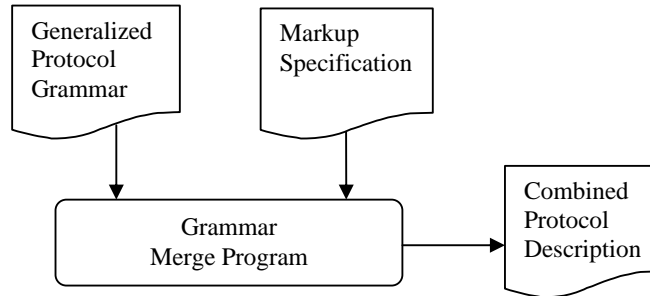 Generalized
Protocol
Grammar
Markup
Specification
Grammar
Merge Program
Combined
Protocol
Description